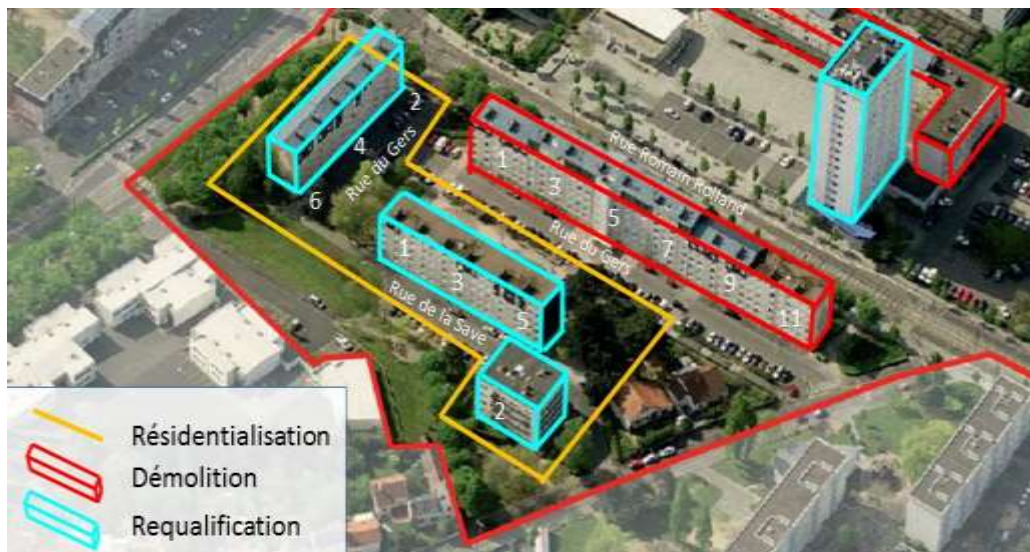 2
4
Rue du Gers
6
1
3
5
7
9
11
Rue Romain Rolland
Rue du Gers
1
3
5
Rue de la Save
2
Résidentialisation
Démolition
Requalification